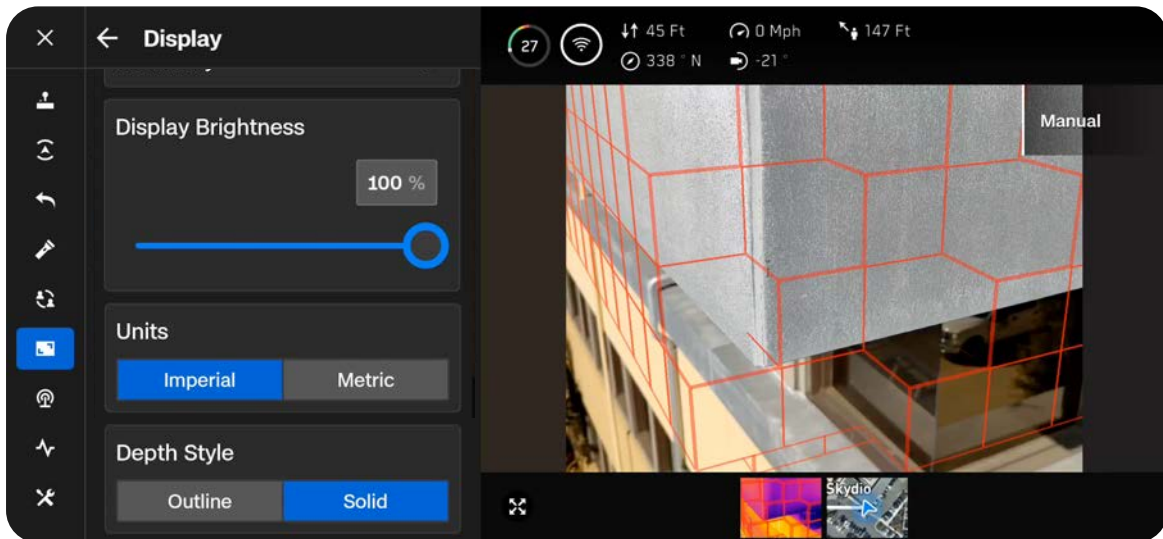 Display
Display Brightness
100 %
Units
Imperial Metric
Depth Style
Outline Solid
27
45 Ft 0 Mph 147 Ft
338 ° N -21 °
Manual
Skydio